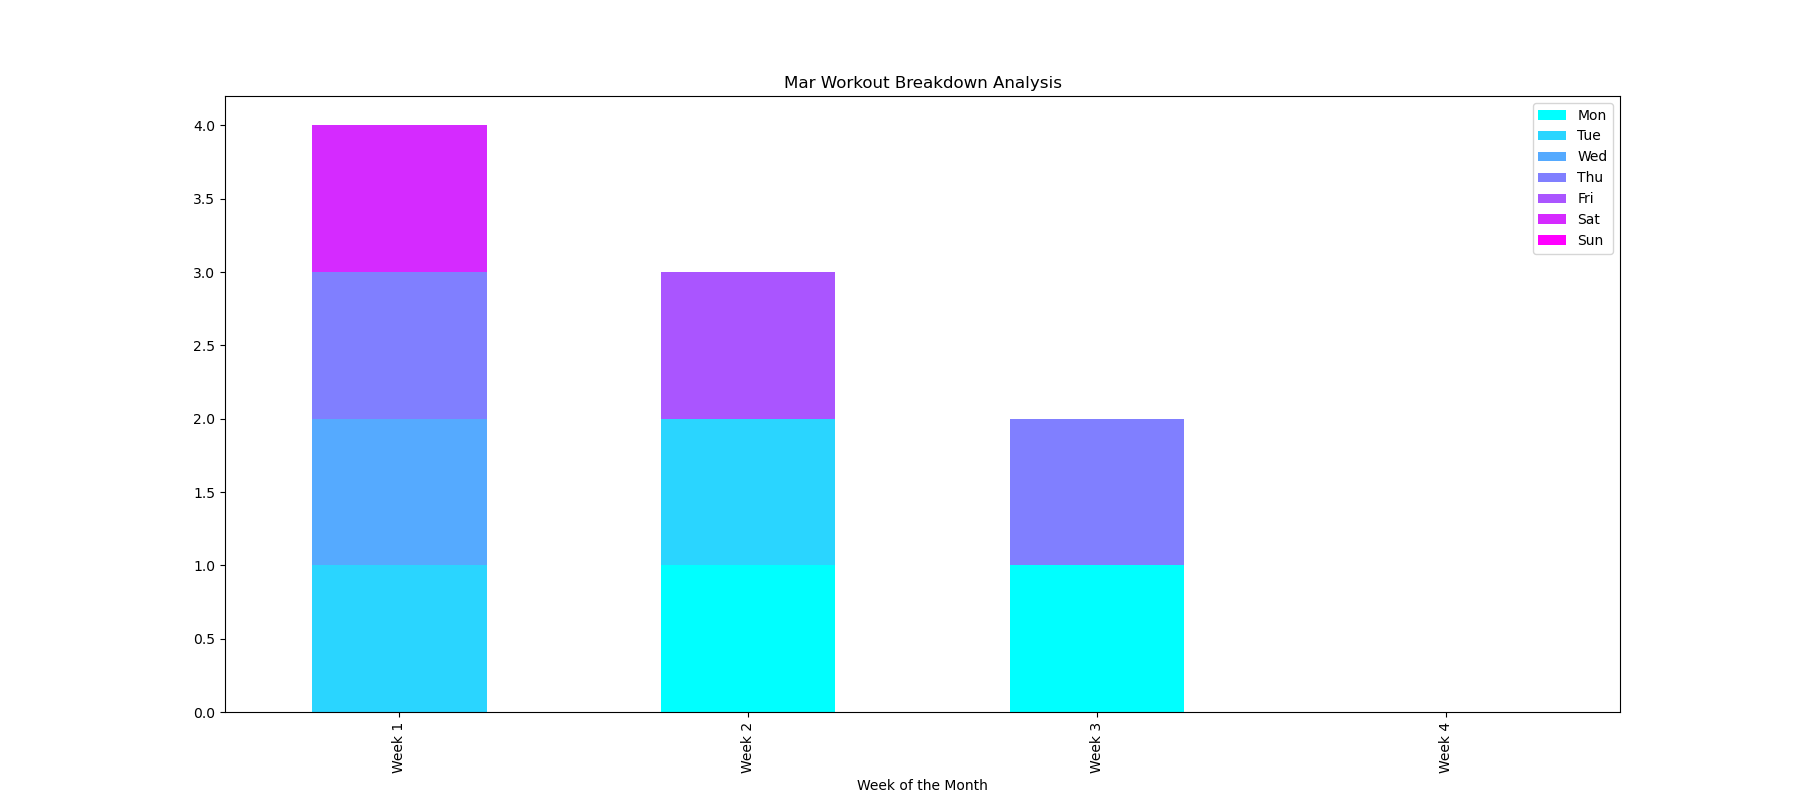 Mar Workout Breakdown Analysis
4.0
3.5
3.0
2.5
2.0
1.5
1.0
0.5
0.0
Mon
Tue
Wed
Thu
Fri
Sat
Sun
Week 1
Week 2
Week 3
Week 4
Week of the Month